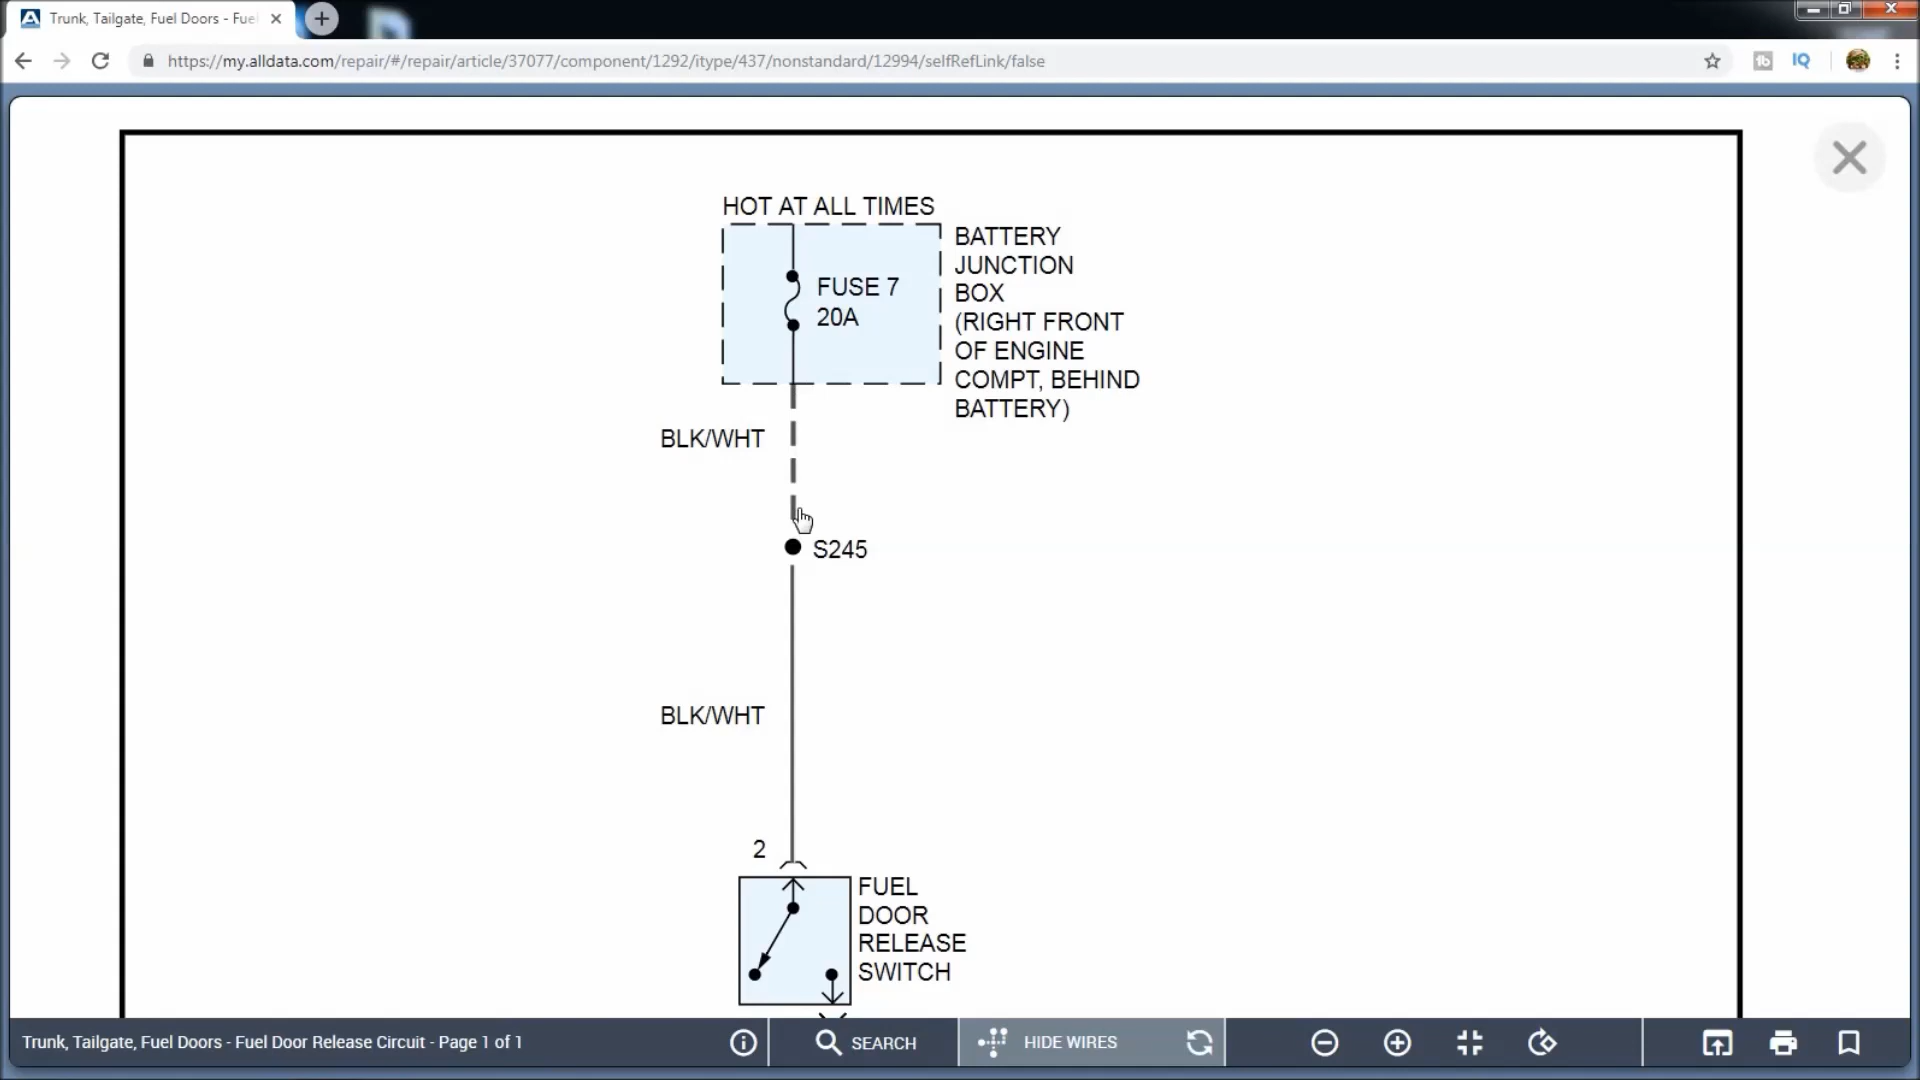 Trunk, Tailgate, Fuel Doors - Fue
https://my.alldata.com/repair/#/repair/article/37077/component/1292/itype/437/nonstandard/12994/selfRefLink/false
IQ
HOT AT ALL TIMES
FUSE 7
20A
BATTERY
JUNCTION
BOX
(RIGHT FRONT
OF ENGINE
COMPT, BEHIND
BATTERY)
BLK/WHT
S245
BLK/WHT
2
FUEL
DOOR
RELEASE
SWITCH
Trunk, Tailgate, Fuel Doors - Fuel Door Release Circuit - Page 1 of 1
SEARCH
HIDE WIRES